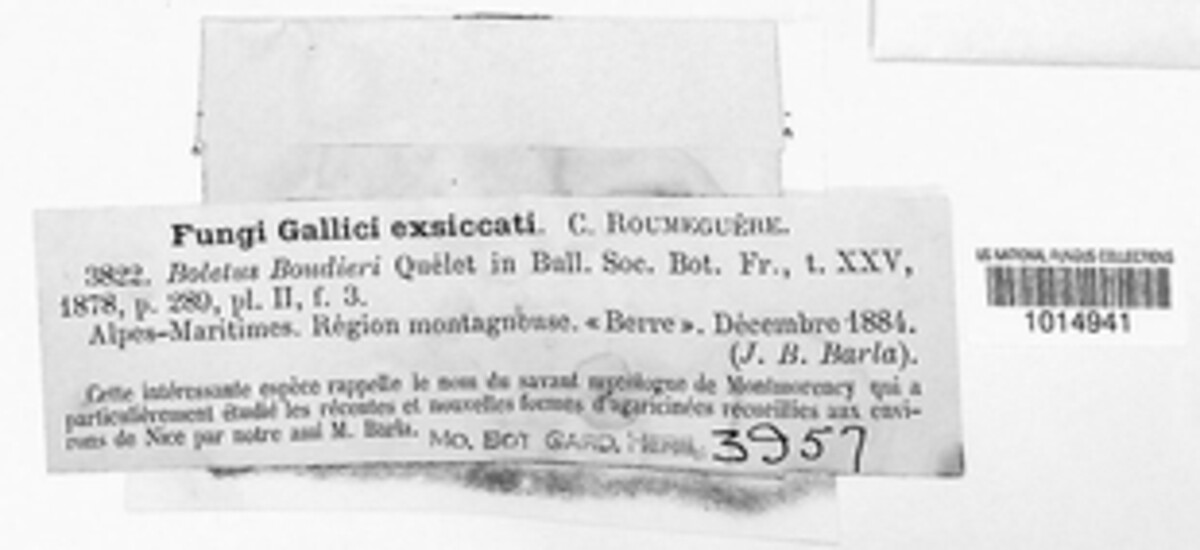 Fungi Gallici exsiccati. C. ROUMEGUÈRE.
3822. Boletus Boudieri Quélet in Bull. Soc. Bot. Fr., t. XXV,
1878, p. 289, pl. II, f. 3.
Alpes-Maritimes. Région montagneuse. « Berre ». Décembre 1884.
(J. B. Barla).
Cette intéressante espèce rappelle le nom du savant mycologue de Montmorency qui a
particulièrement étudié les récentes et nouvelles formes d'agaricinées recueillies aux envi-
rons de Nice par notre ami M. Barla.
MO. BOT GARD. HERB. 3957
US NATIONAL FUNGUS COLLECTIONS
1014941